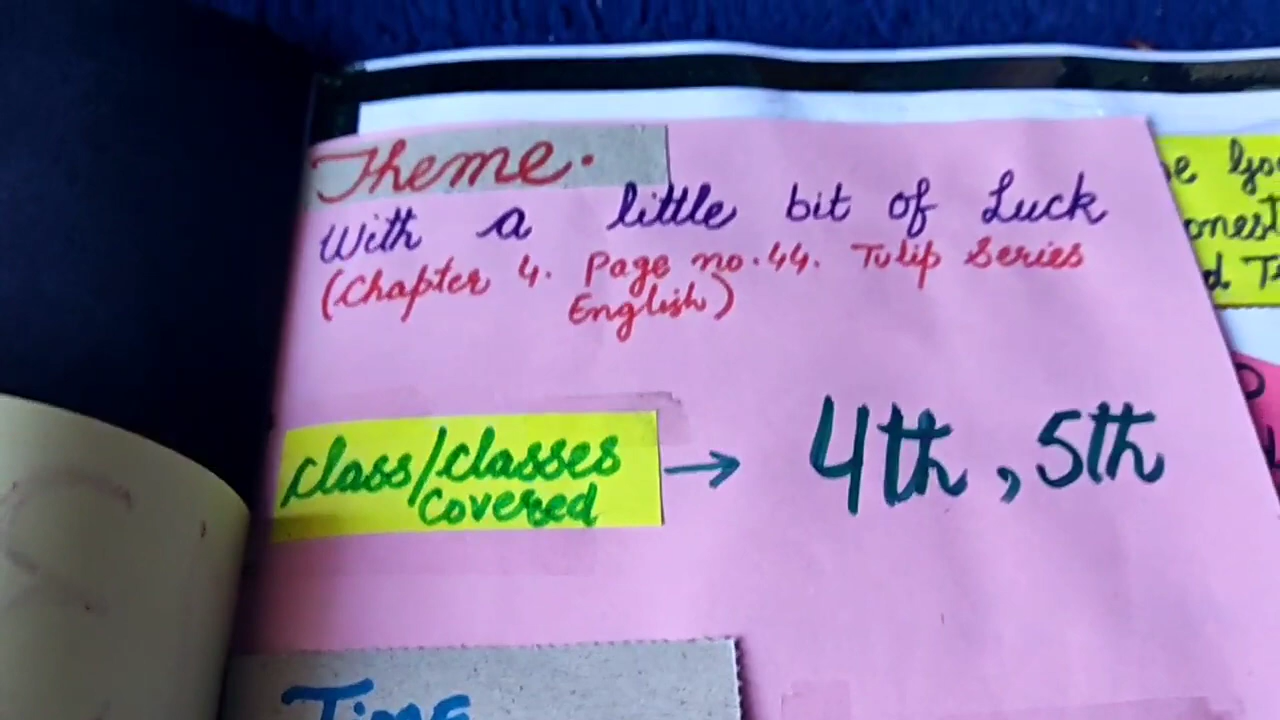 Theme.
With a little bit of Luck
(Chapter 4. Page no. 44. Tulip Series
English)
Class/Classes
Covered
→ 4th, 5th
Time